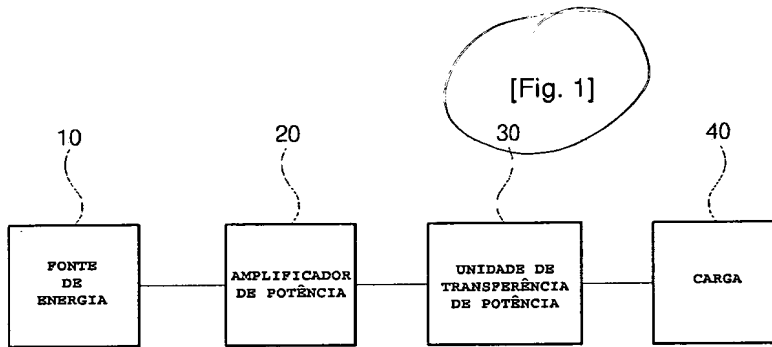 [Fig. 1]
10
20
30
40
FONTE
DE
ENERGIA
AMPLIFICADOR
DE POTÊNCIA
UNIDADE DE
TRANSFERÊNCIA
DE POTÊNCIA
CARGA